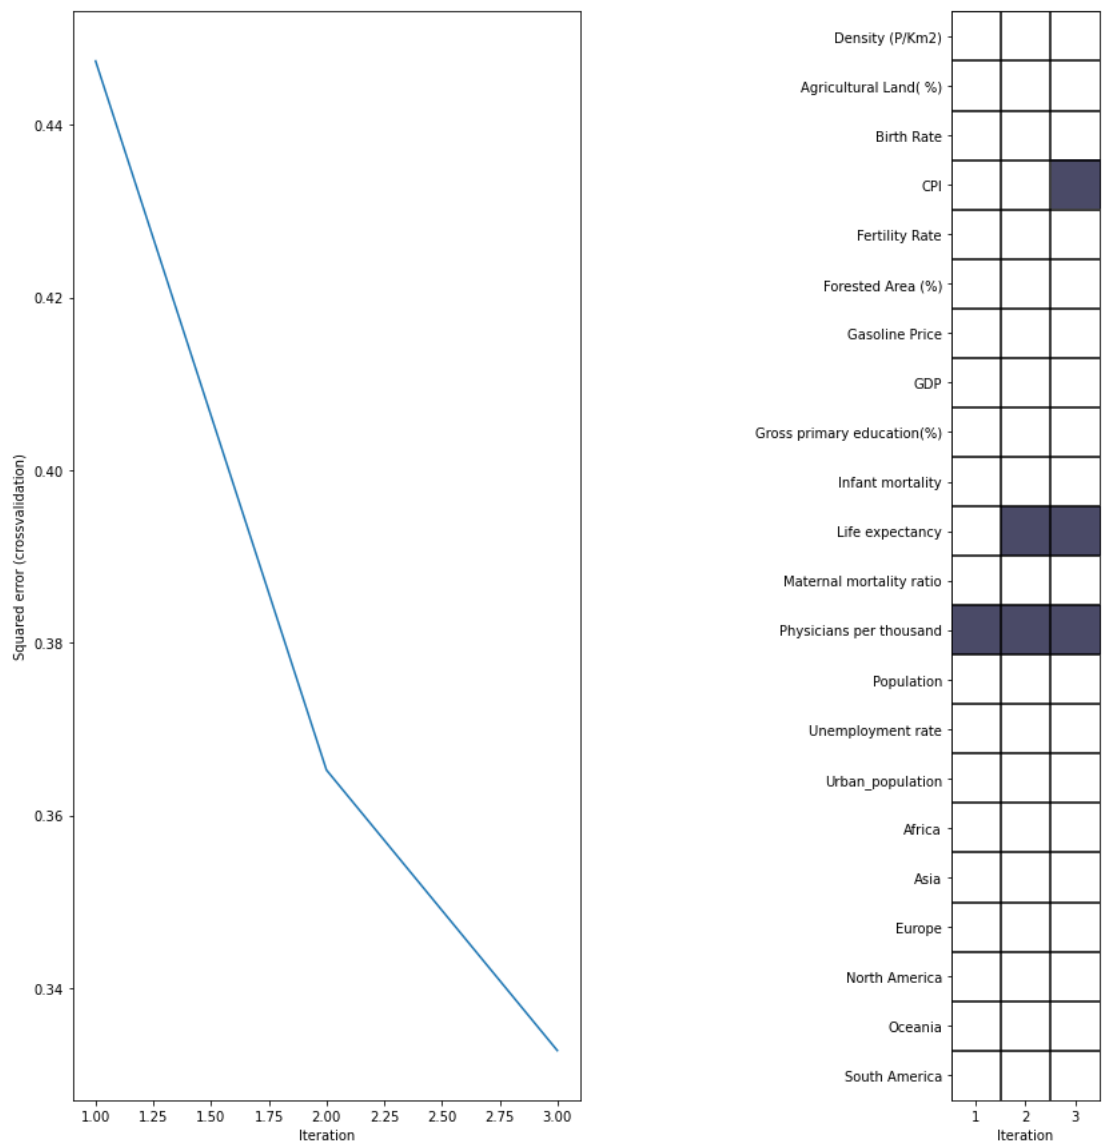 Squared error (crossvalidation)
0.44
0.42
0.40
0.38
0.36
0.34
1.00 1.25 1.50 1.75 2.00 2.25 2.50 2.75 3.00
Iteration
Density (P/Km2)
Agricultural Land( %)
Birth Rate
CPI
Fertility Rate
Forested Area (%)
Gasoline Price
GDP
Gross primary education(%)
Infant mortality
Life expectancy
Maternal mortality ratio
Physicians per thousand
Population
Unemployment rate
Urban_population
Africa
Asia
Europe
North America
Oceania
South America
1 2 3
Iteration